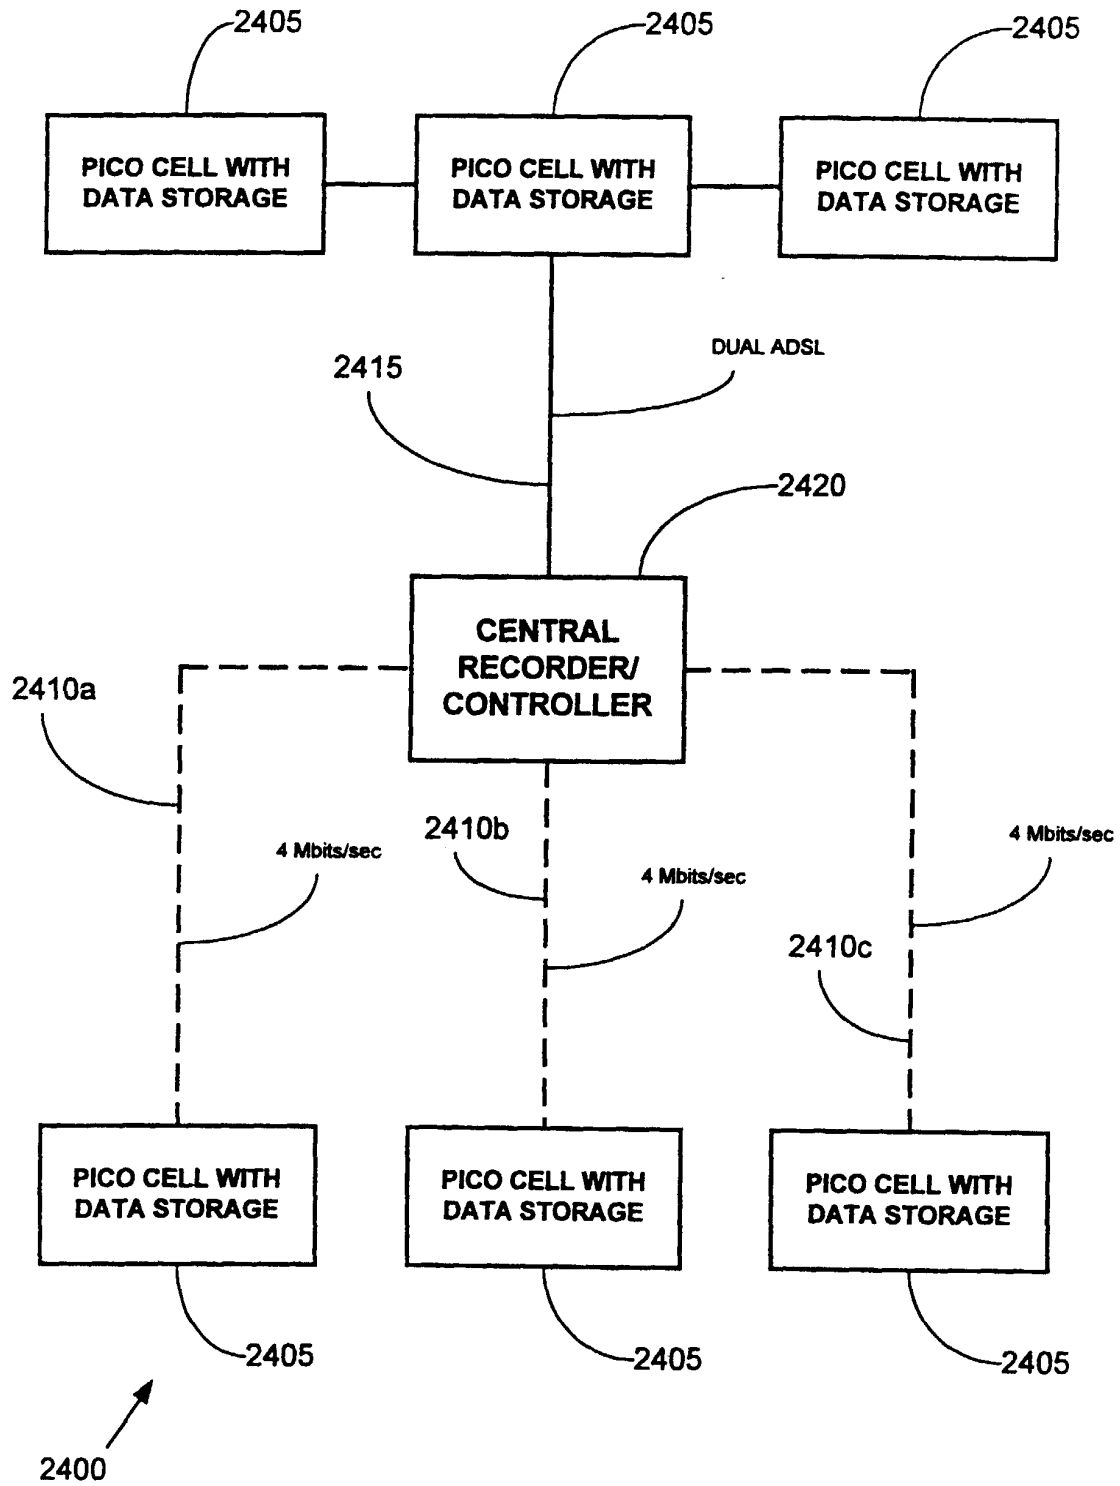 2405
2405
2405
PICO CELL WITH
DATA STORAGE
PICO CELL WITH
DATA STORAGE
PICO CELL WITH
DATA STORAGE
DUAL ADSL
2415
2420
CENTRAL
RECORDER/
CONTROLLER
2410a
2410b
4 Mbits/sec
4 Mbits/sec
4 Mbits/sec
2410c
PICO CELL WITH
DATA STORAGE
PICO CELL WITH
DATA STORAGE
PICO CELL WITH
DATA STORAGE
2405
2405
2405
2400